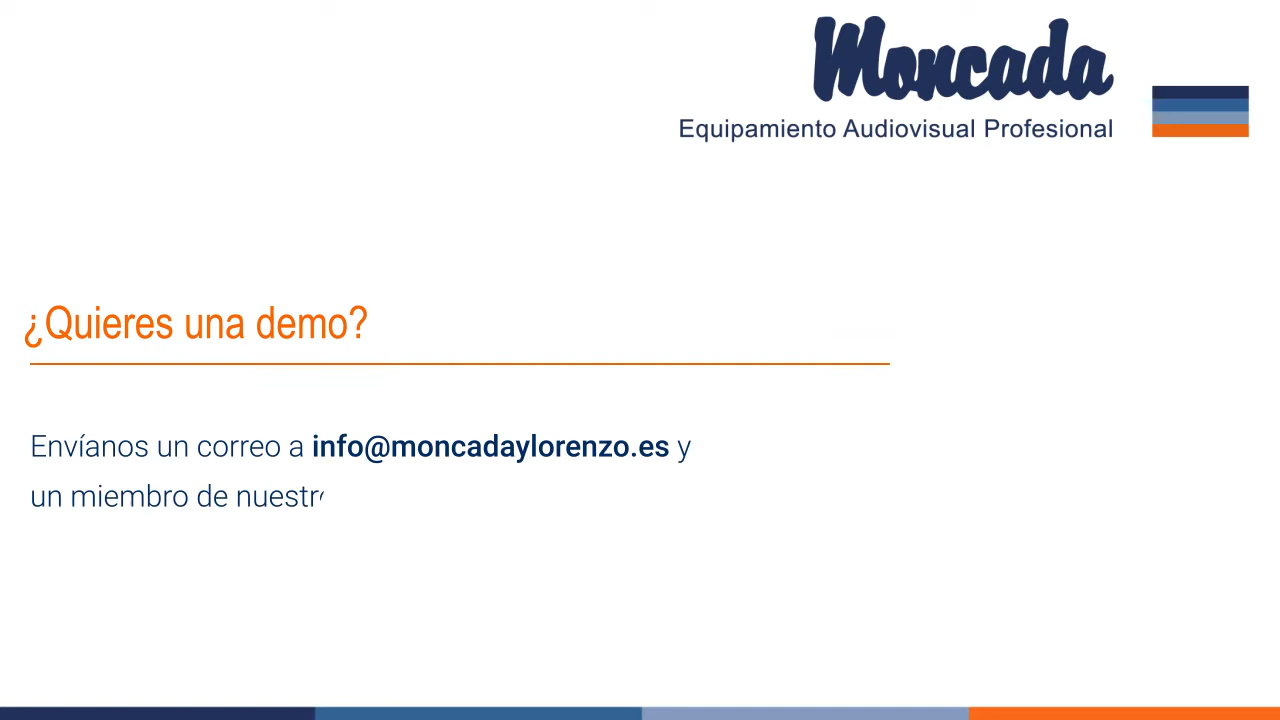 Moncada
Equipamiento Audiovisual Profesional
¿Quieres una demo?
Envíanos un correo a info@moncadaylorenzo.es y
un miembro de